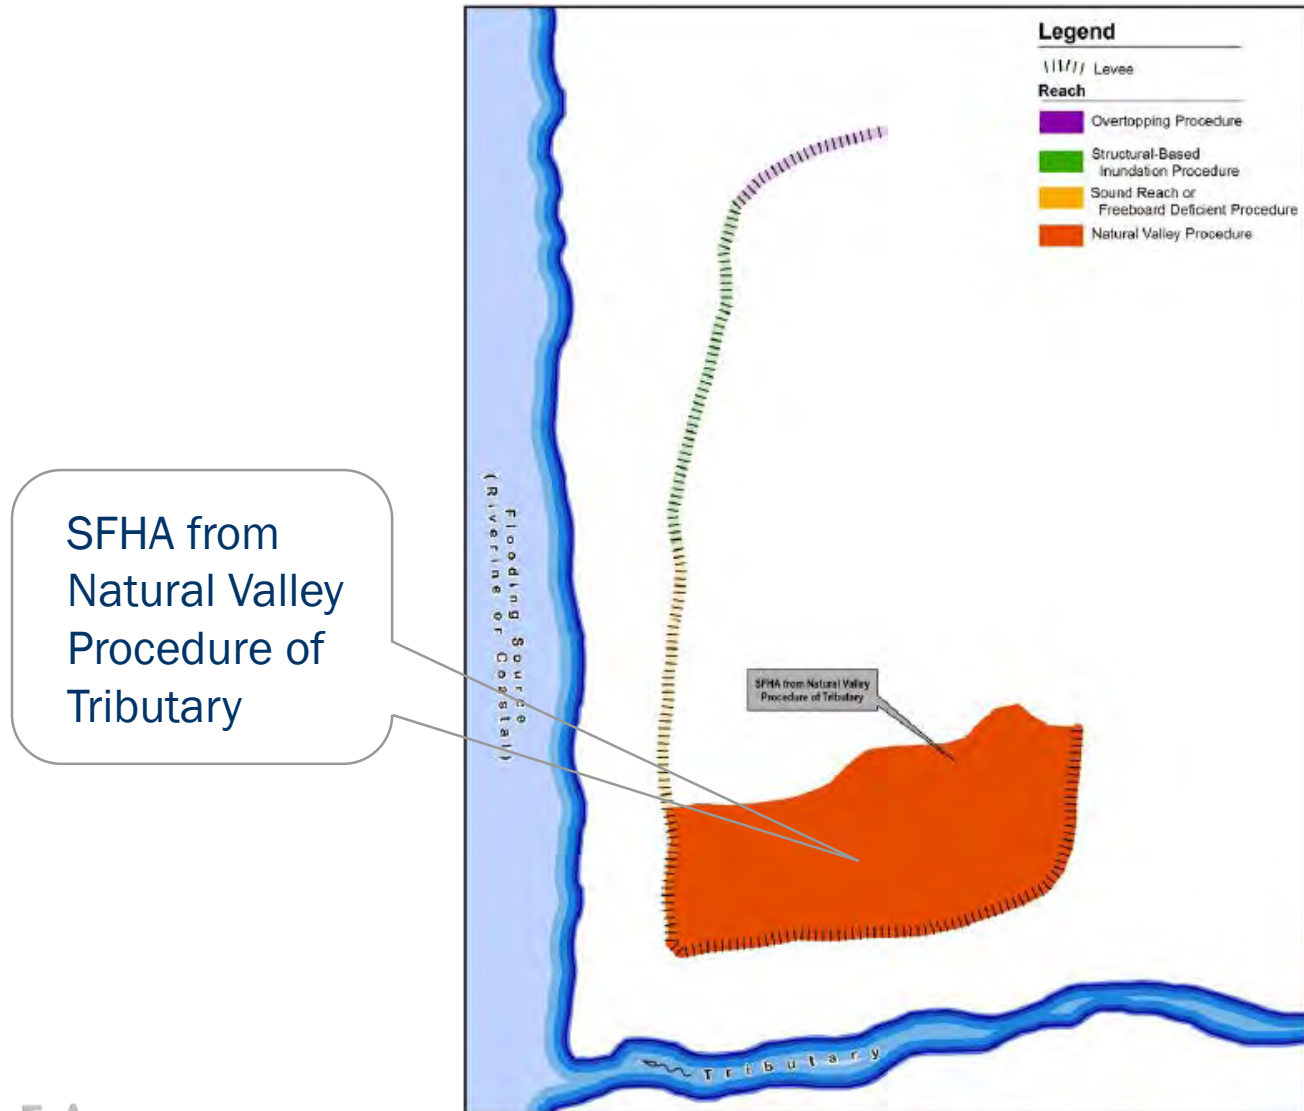 SFHA from
Natural Valley
Procedure of
Tributary
Legend
Levee
Reach
Overtopping Procedure
Structural-Based
Inundation Procedure
Sound Reach or
Freeboard Deficient Procedure
Natural Valley Procedure
Flooding Source
(Riverine or Coastal)
SFHA from Natural Valley
Procedure of Tributary
Tributary